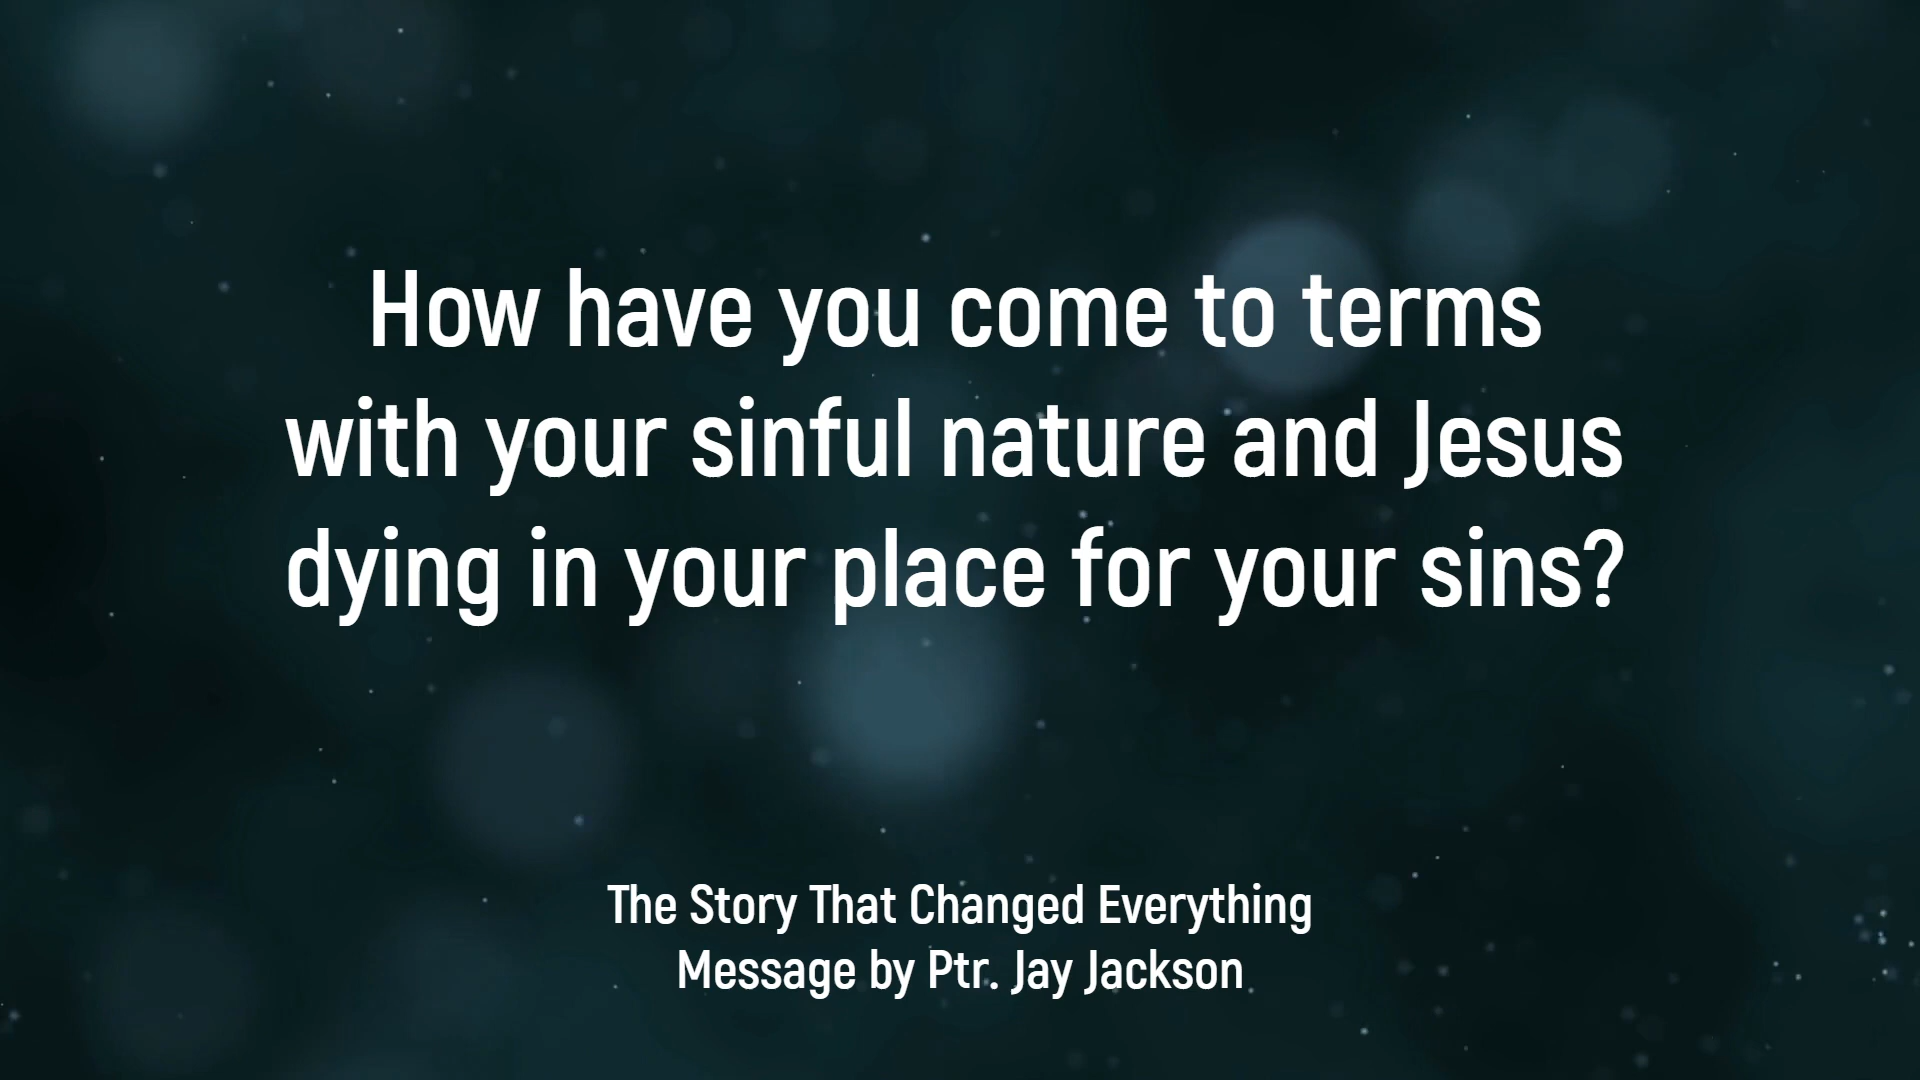 How have you come to terms
with your sinful nature and Jesus
dying in your place for your sins?
The Story That Changed Everything
Message by Ptr. Jay Jackson